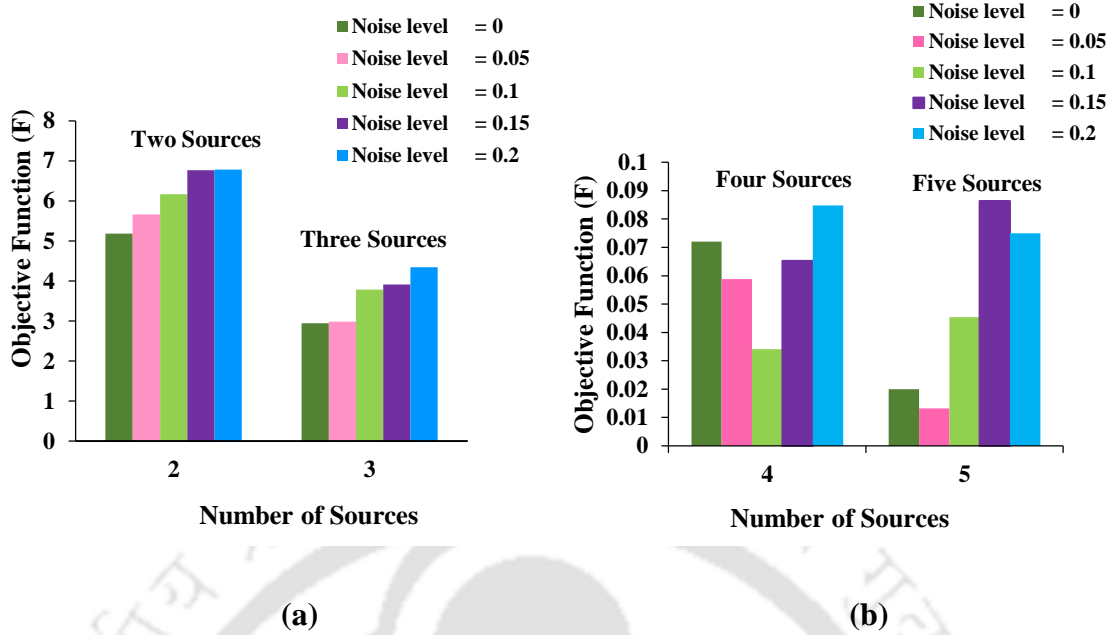 Noise level = 0
Noise level = 0.05
Noise level = 0.1
Noise level = 0.15
Noise level = 0.2
Objective Function (F)
8
7
6
5
4
3
2
1
0
Two Sources
Three Sources
2 3
Number of Sources
(a)
Noise level = 0
Noise level = 0.05
Noise level = 0.1
Noise level = 0.15
Noise level = 0.2
Objective Function (F)
0.1
0.09
0.08
0.07
0.06
0.05
0.04
0.03
0.02
0.01
0
Four Sources
Five Sources
4 5
Number of Sources
(b)